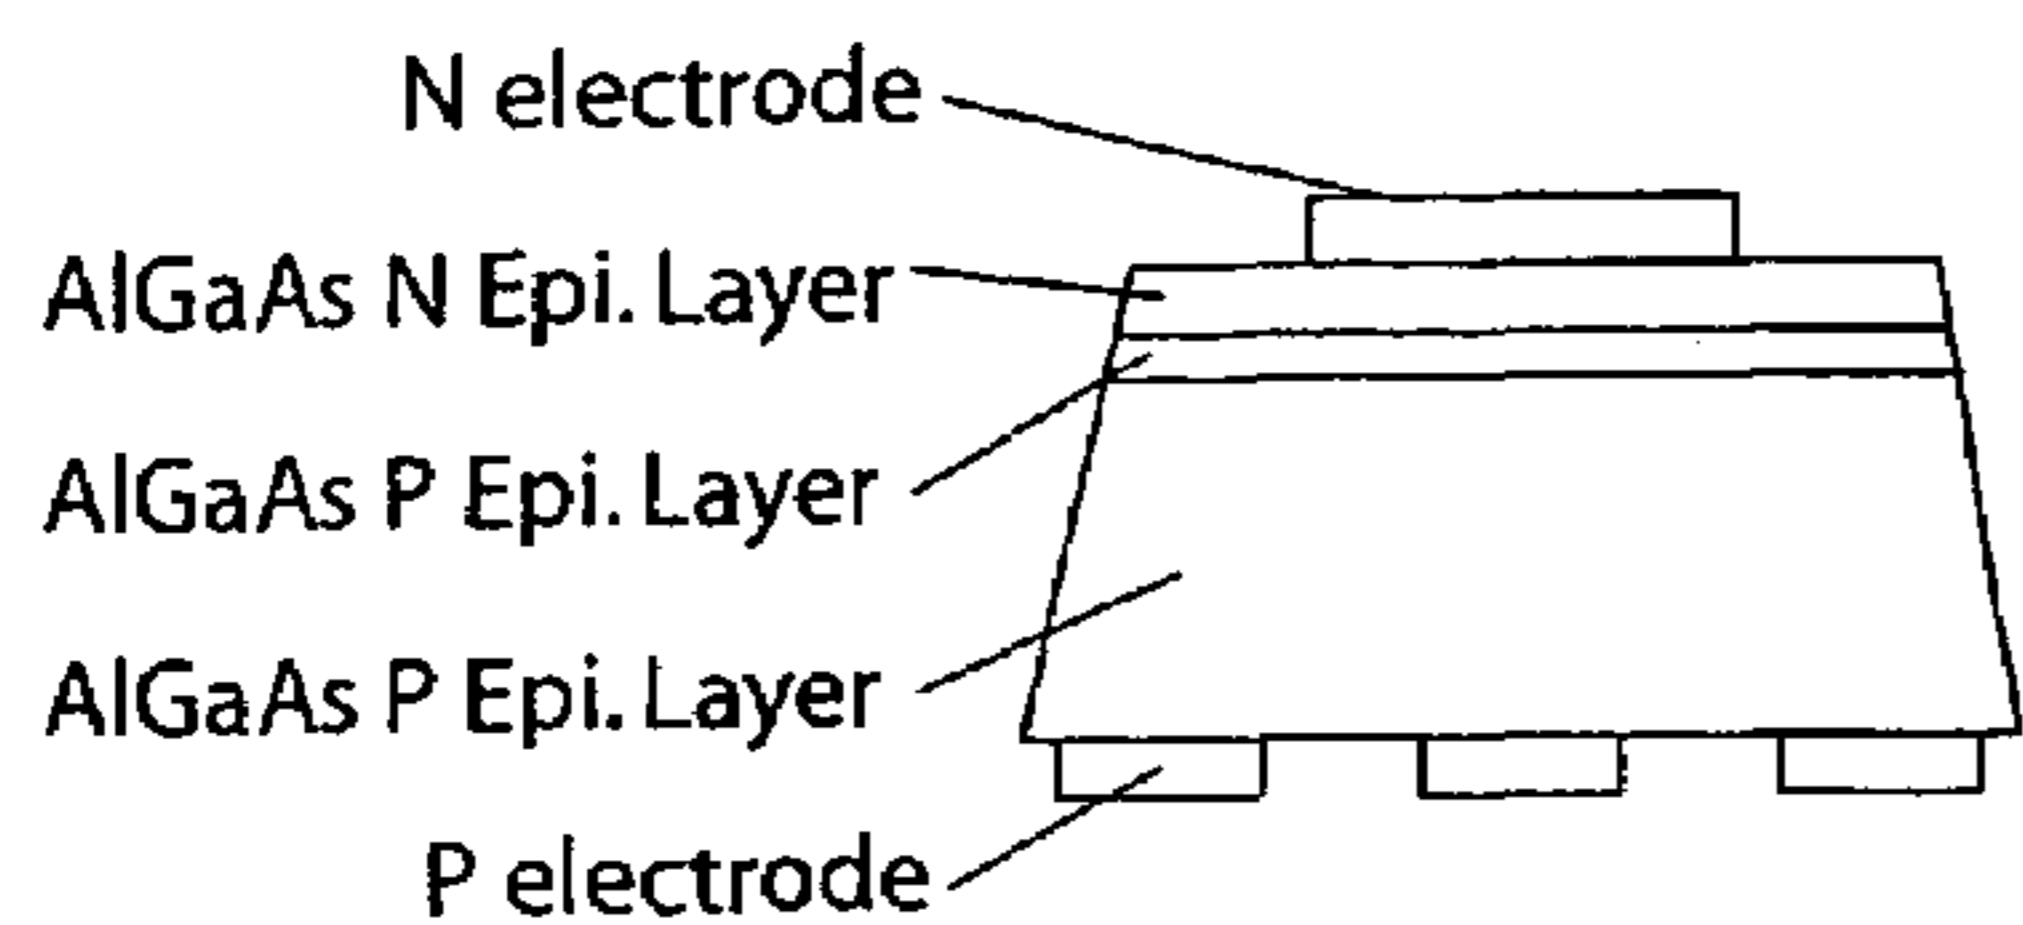 N electrode
AlGaAs N Epi. Layer
AlGaAs P Epi. Layer
AlGaAs P Epi. Layer
P electrode